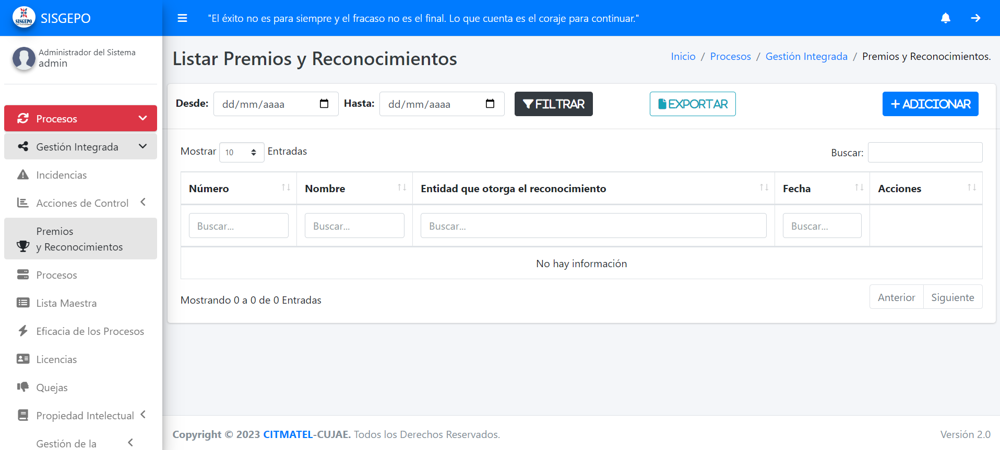 SISGEPO
SISGEPO
"El éxito no es para siempre y el fracaso no es el final. Lo que cuenta es el coraje para continuar."
Administrador del Sistema
admin
Procesos
Gestión Integrada
Incidencias
Acciones de Control
Premios
y Reconocimientos
Procesos
Lista Maestra
Eficacia de los Procesos
Licencias
Quejas
Propiedad Intelectual
Gestión de la
Listar Premios y Reconocimientos
Inicio / Procesos / Gestión Integrada / Premios y Reconocimientos.
Desde: dd/mm/aaaa Hasta: dd/mm/aaaa FILTRAR EXPORTAR + ADICIONAR
Mostrar 10 Entradas Buscar:
Número Nombre Entidad que otorga el reconocimiento Fecha Acciones
Buscar... Buscar... Buscar... Buscar...
No hay información
Mostrando 0 a 0 de 0 Entradas Anterior Siguiente
Copyright © 2023 CITMATEL-CUJAE. Todos los Derechos Reservados. Versión 2.0